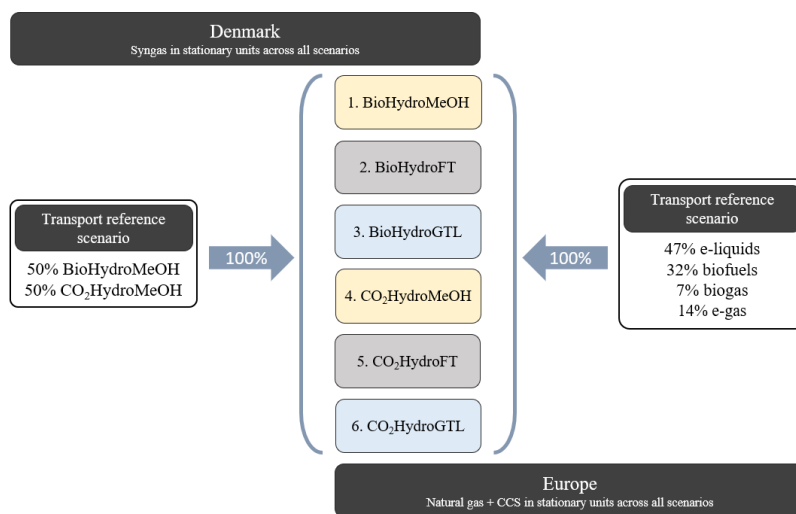 Denmark
Syngas in stationary units across all scenarios
1. BioHydroMeOH
2. BioHydroFT
3. BioHydroGTL
4. CO₂HydroMeOH
5. CO₂HydroFT
6. CO₂HydroGTL
Transport reference
scenario
50% BioHydroMeOH
50% CO₂HydroMeOH
100%
100%
Transport reference
scenario
47% e-liquids
32% biofuels
7% biogas
14% e-gas
Europe
Natural gas + CCS in stationary units across all scenarios